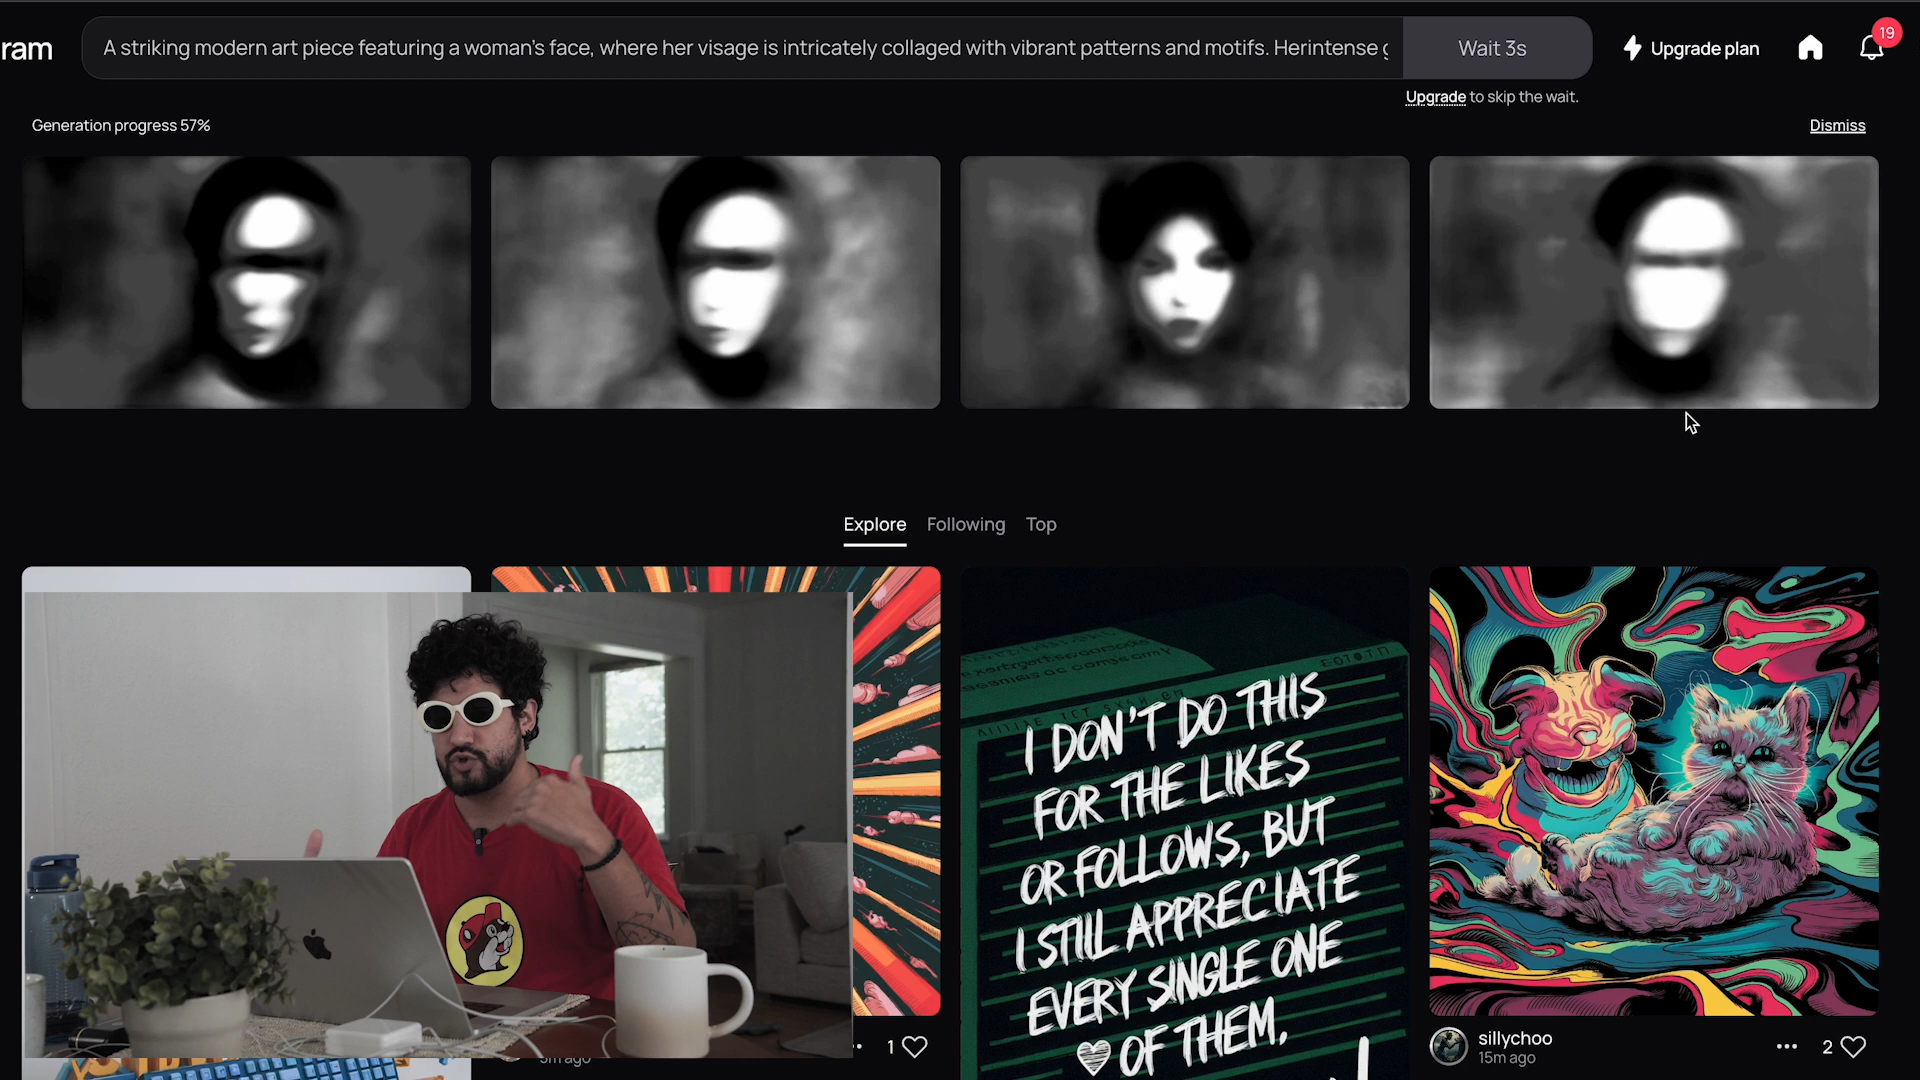 ram
A striking modern art piece featuring a woman's face, where her visage is intricately collaged with vibrant patterns and motifs. Herintense
Wait 3s
Upgrade plan
19
Upgrade to skip the wait.
Generation progress 57%
Dismiss
Explore Following Top
I DON'T DO THIS
FOR THE LIKES
OR FOLLOWS, BUT
I STILL APPRECIATE
EVERY SINGLE ONE
OF THEM.
1
5m ago
sillychoo
15m ago
2